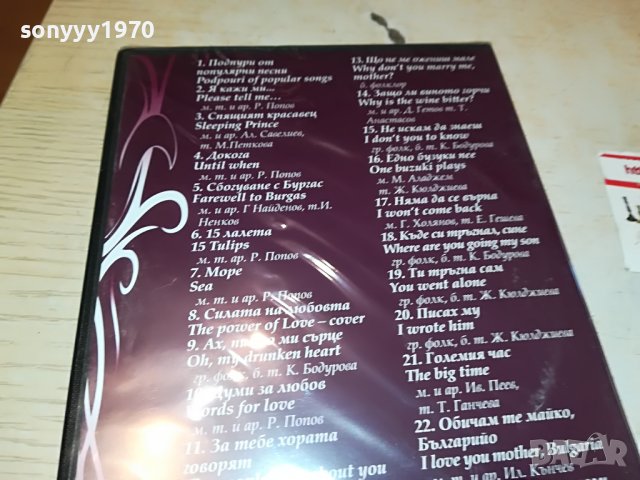 sonyyy1970
1. Подпури от
популярни песни
Podpouri of popular songs
2. Я кажи ми...
Please tell me...
м. т. и ар. Р. Попов
3. Спящият красавец
Sleeping Prince
м. и ар. Ал. Савелиев,
т. М.Петкова
4. Докога
Until when
м. т. и ар. Р. Попов
5. Сбогуване с Бургас
Farewell to Burgas
м. и ар. Г Найденов, т.И.
Ненков
6. 15 лалета
15 Tulips
м. т. и ар. Р. Попов
7. Море
Sea
м. т. и ар. Р. Попов
8. Силата на любовта
The power of Love – cover
9. Ах, ми сърце
Oh, my drunken heart
гр. фолк, б. т. К. Бодурова
за любов
Words for love
м. т. и ар. Р. Попов
11. За тебе хората
говорят
about you
13. Що не ме ожениш мале
Why don't you marry me,
mother?
б. фолклор
14. Защо ли виното горчи
Why is the wine bitter?
м. и ар. Д. Гетов т. Т.
Анастасов
15. Не искам да знаеш
I don't you to know
гр. фолк, б. т. К. Бодурова
16. Едно бузуки пее
One buzuki plays
м. М. Аладжем
т. Ж. Кюлджиева
17. Няма да се върна
I won't come back
м. Г. Холянов, т. Е. Гешева
18. Къде си тръгнал, сине
Where are you going my son
гр. фолк, б. т. К. Бодурова
19. Ти тръгна сам
You went alone
гр. фолк, б. т. Ж. Кюлджиева
20. Писах му
I wrote him
гр. фолк, б. т. Ж. Кюлджиева
21. Големия час
The big time
м. и ар. Ив. Пеев,
т. Т. Ганчева
22. Обичам те майко,
Българийо
I love you mother, Bulgaria
м. т. и ар. Ил. Кънчев